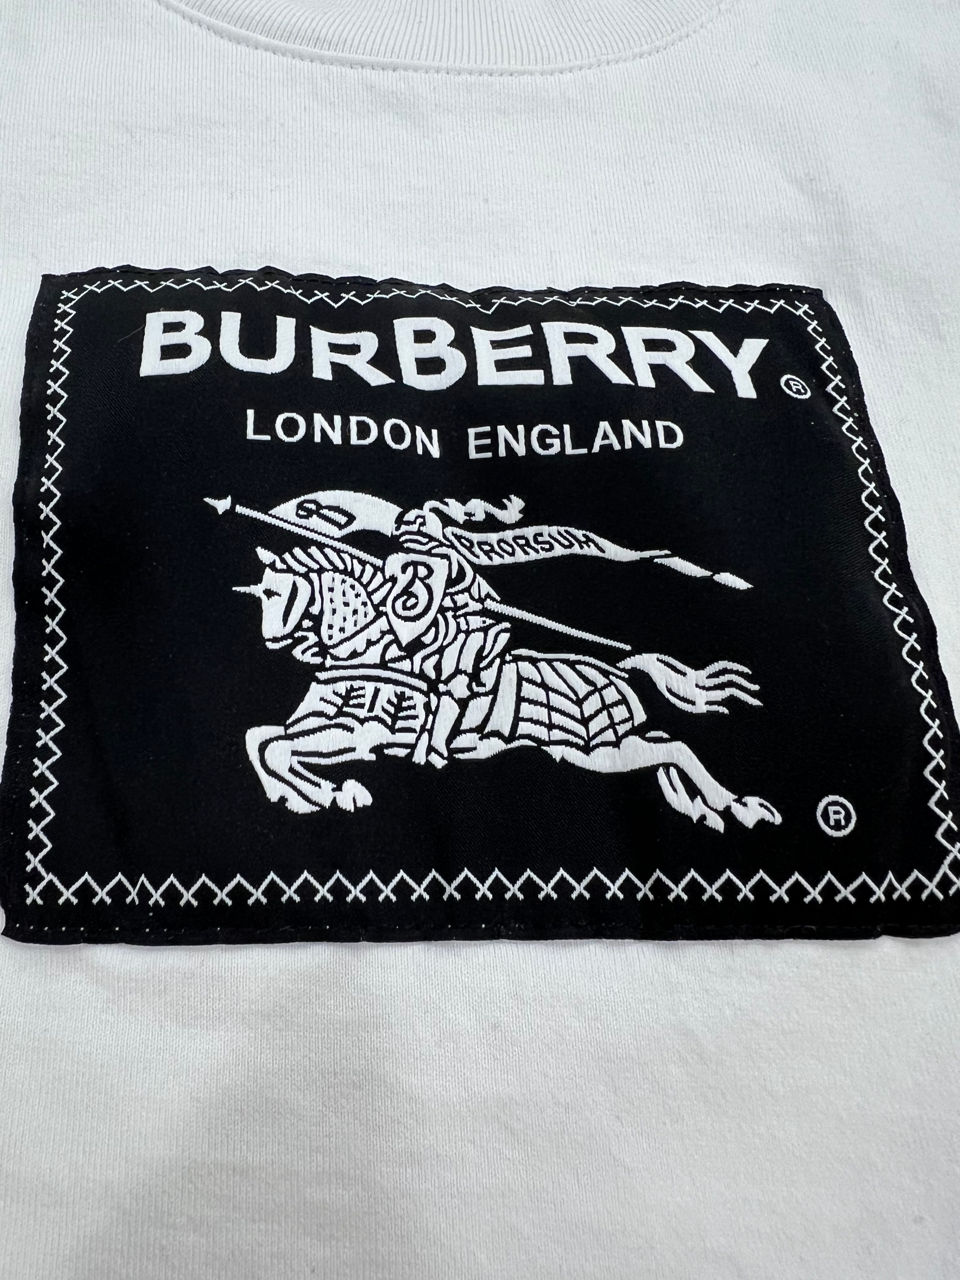 BURBERRY®
LONDON ENGLAND
PRORSUM
B
®